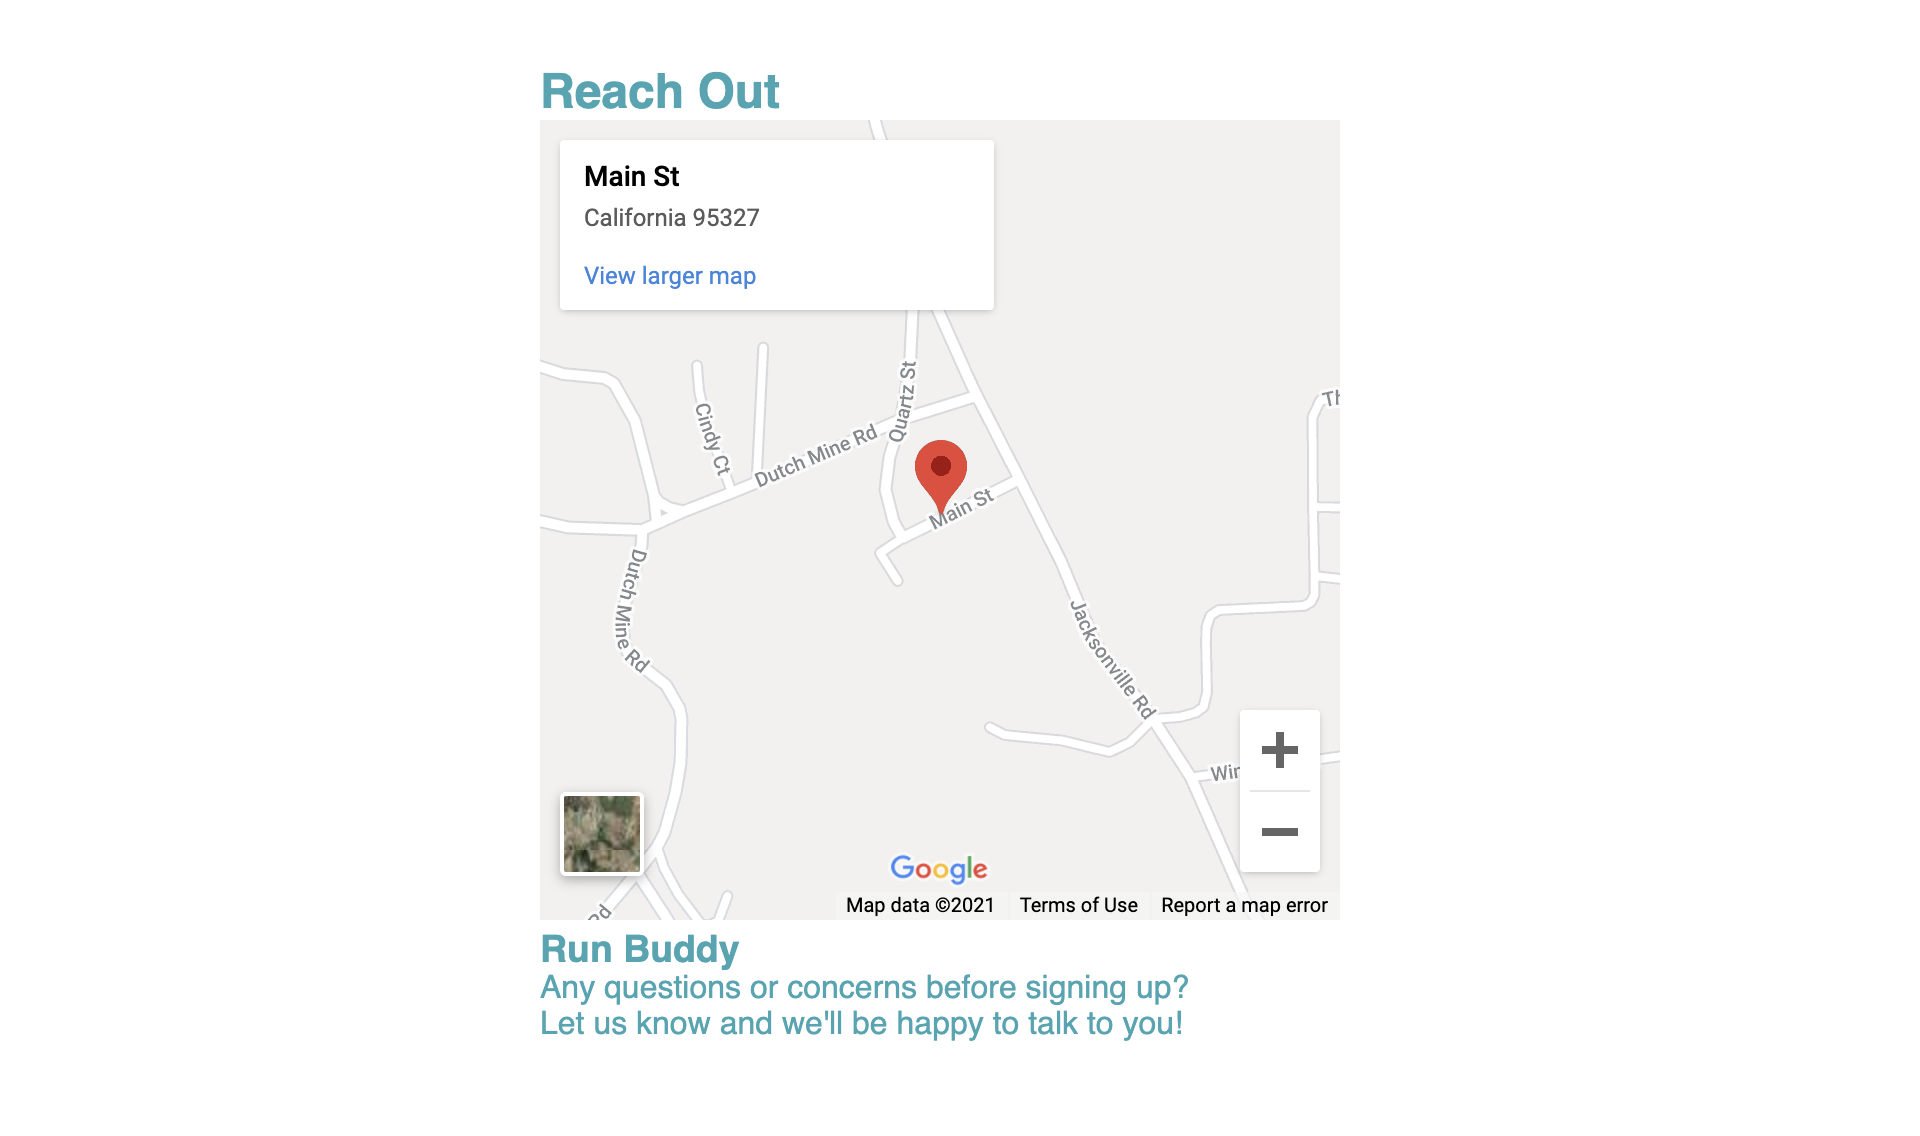 Reach Out
Main St
California 95327
View larger map
Quartz St
Cindy Ct
Dutch Mine Rd
Main St
Dutch Mine Rd
Jacksonville Rd
Th
Win
Rd
Google
Map data ©2021 Terms of Use Report a map error
Run Buddy
Any questions or concerns before signing up?
Let us know and we'll be happy to talk to you!